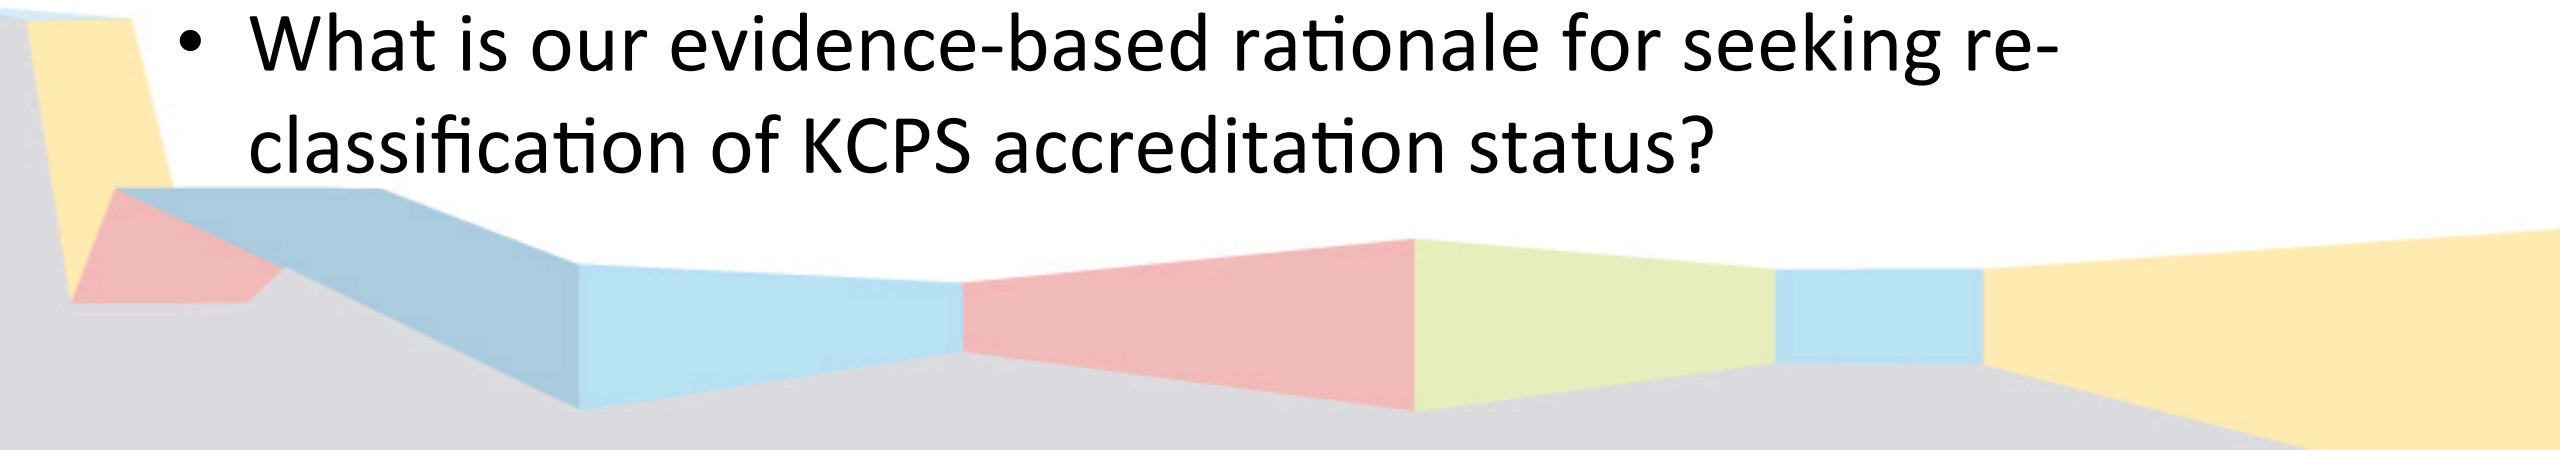 • What is our evidence-based rationale for seeking re-
classification of KCPS accreditation status?